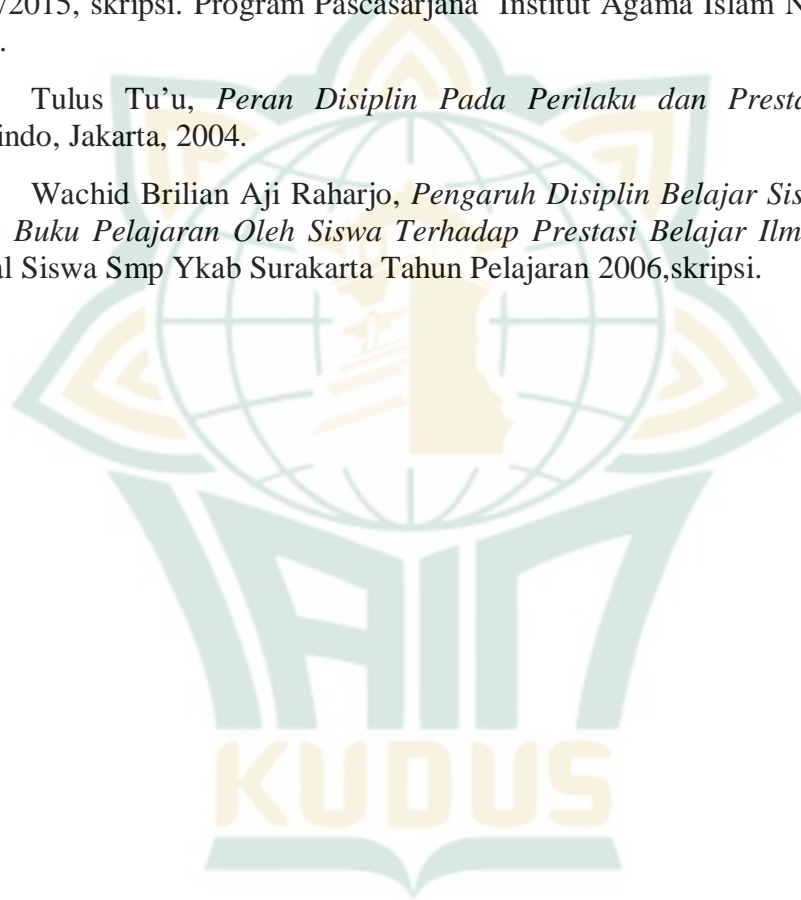 /2015, skripsi. Program Pascasarjana Institut Agama Islam N
.
Tulus Tu'u, Peran Disiplin Pada Perilaku dan Presta
indo, Jakarta, 2004.
Wachid Brilian Aji Raharjo, Pengaruh Disiplin Belajar Sis
Buku Pelajaran Oleh Siswa Terhadap Prestasi Belajar Ilm
al Siswa Smp Ykab Surakarta Tahun Pelajaran 2006,skripsi.
IAIN
KUDUS